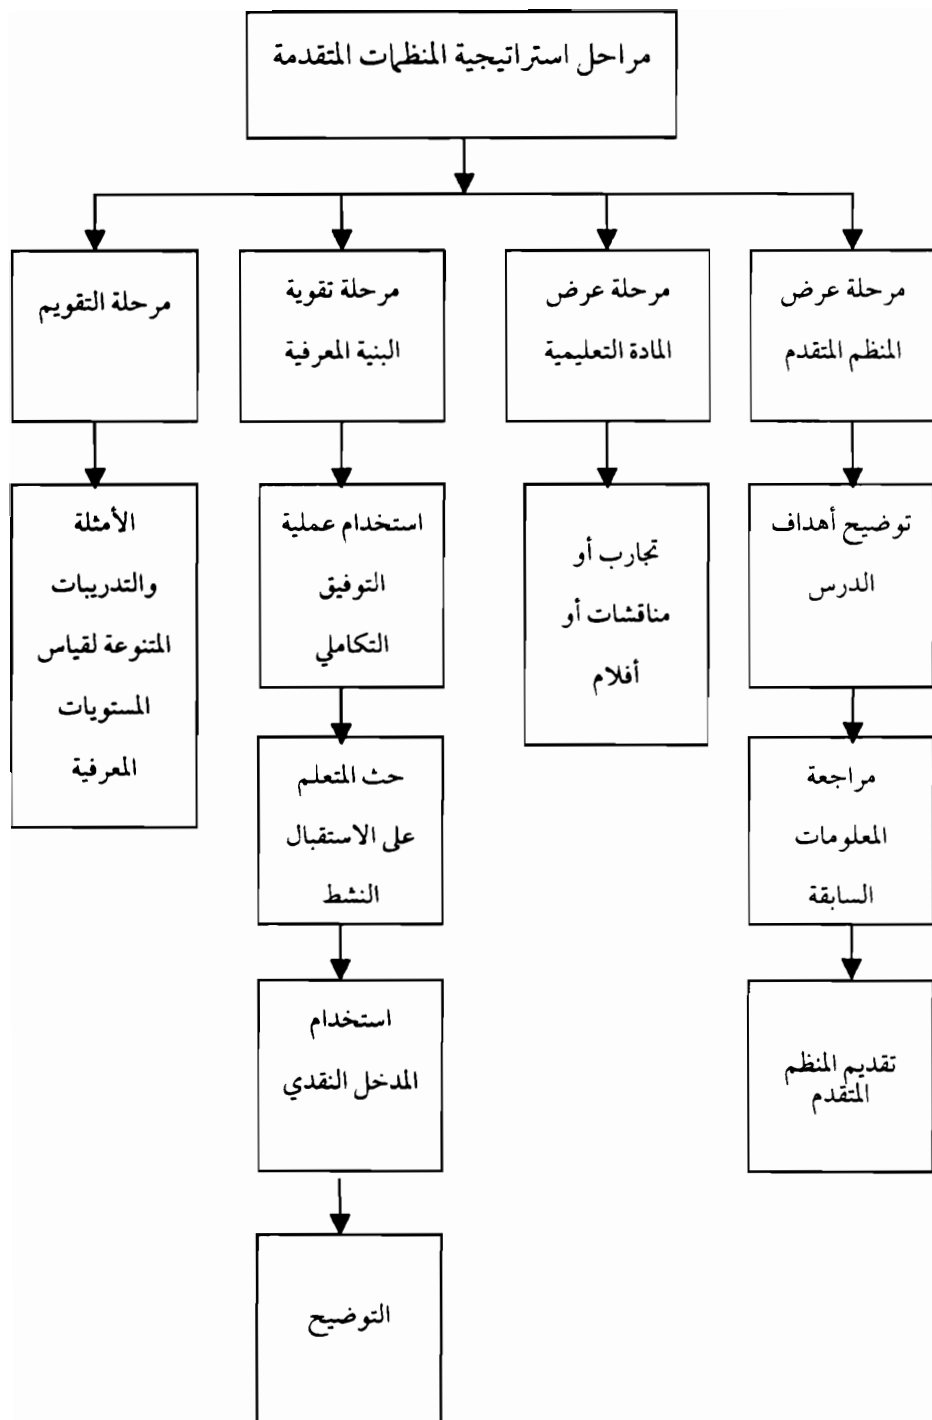 مراحل استراتيجية المنظمات المتقدمة
مرحلة عرض
المنظم المتقدم
مرحلة عرض
المادة التعليمية
مرحلة تقوية
البنية المعرفية
مرحلة التقويم
توضيح أهداف
الدرس
تجارب أو
مناقشات أو
أفلام
استخدام عملية
التوفيق
التكاملي
الأمثلة
والتدريبات
المتنوعة لقياس
المستويات
المعرفية
مراجعة
المعلومات
السابقة
حث المتعلم
على الاستقبال
النشط
تقديم المنظم
المتقدم
استخدام
المدخل النقدي
التوضيح